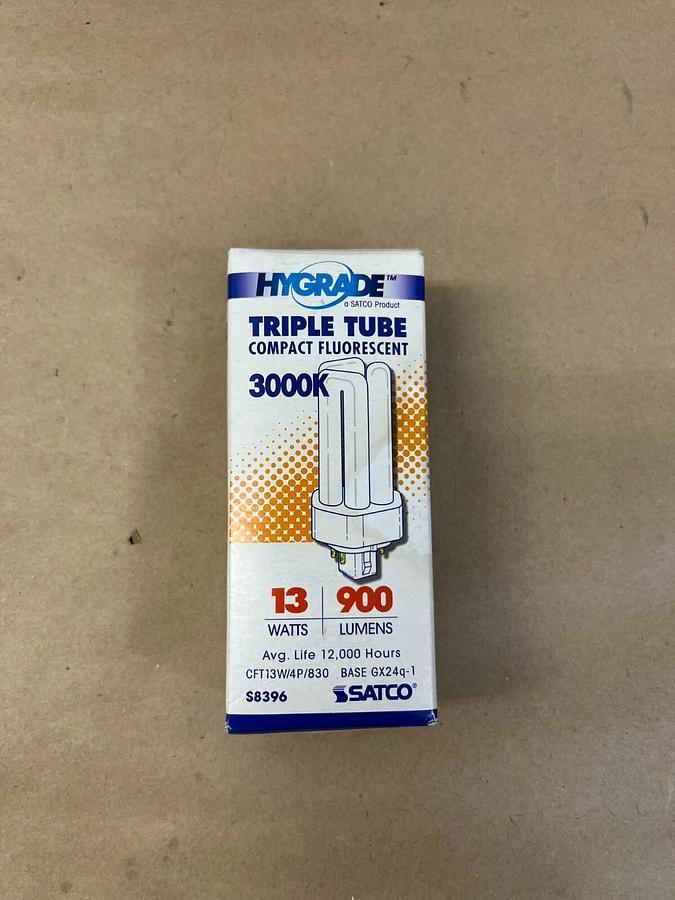 HYGRADE™
a SATCO Product
TRIPLE TUBE
COMPACT FLUORESCENT
3000K
13 900
WATTS LUMENS
Avg. Life 12,000 Hours
CFT13W/4P/830 BASE GX24q-1
S8396 SATCO®